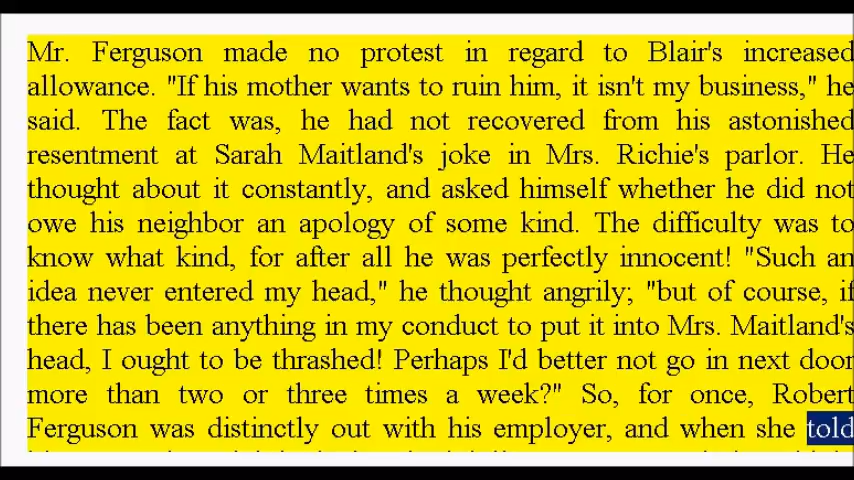 Mr. Ferguson made no protest in regard to Blair's increased
allowance. "If his mother wants to ruin him, it isn't my business," he
said. The fact was, he had not recovered from his astonished
resentment at Sarah Maitland's joke in Mrs. Richie's parlor. He
thought about it constantly, and asked himself whether he did not
owe his neighbor an apology of some kind. The difficulty was to
know what kind, for after all he was perfectly innocent! "Such an
idea never entered my head," he thought angrily; "but of course, if
there has been anything in my conduct to put it into Mrs. Maitland's
head, I ought to be thrashed! Perhaps I'd better not go in next door
more than two or three times a week?" So, for once, Robert
Ferguson was distinctly out with his employer, and when she told